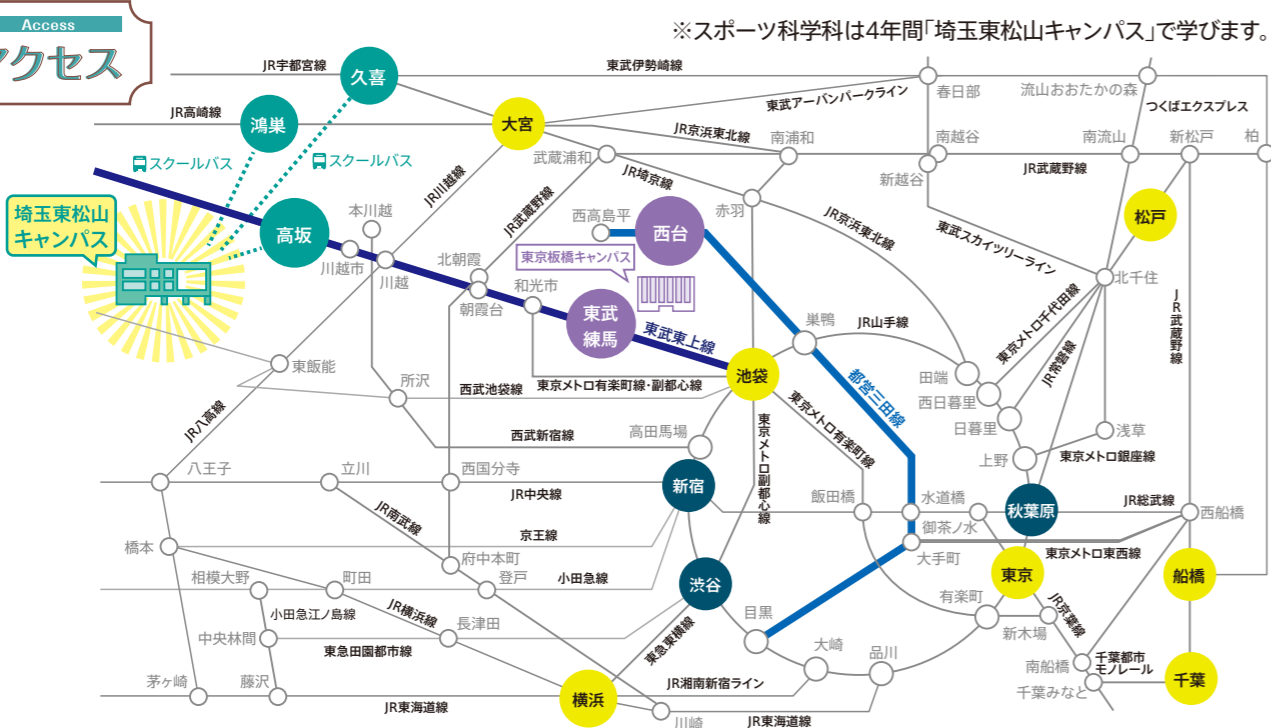 Access
アクセス
※スポーツ科学科は4年間「埼玉東松山キャンパス」で学びます。
JR宇都宮線
久喜
東武伊勢崎線
春日部
流山おおたかの森
東武アーバンパークライン
つくばエクスプレス
JR高崎線
鴻巣
大宮
JR京浜東北線
南浦和
南越谷
南流山
新松戸
柏
スクールバス
スクールバス
武蔵浦和
JR埼京線
新越谷
JR武蔵野線
JR川越線
JR武蔵野線
埼玉東松山
キャンパス
高坂
本川越
川越市
川越
北朝霞
朝霞台
和光市
西高島平
西台
東京板橋キャンパス
赤羽
JR京浜東北線
東武スカイツリーライン
松戸
北千住
東武
練馬
東武東上線
巣鴨
JR山手線
東京メトロ千代田線
JR常磐線
JR武蔵野線
東飯能
所沢
西武池袋線
東京メトロ有楽町線・副都心線
池袋
都営三田線
田端
西日暮里
日暮里
JR八高線
西武新宿線
高田馬場
東京メトロ副都心線
東京メトロ有楽町線
上野
浅草
東京メトロ銀座線
八王子
立川
西国分寺
JR中央線
新宿
飯田橋
水道橋
御茶ノ水
秋葉原
JR総武線
西船橋
JR南武線
京王線
橋本
府中本町
大手町
東京メトロ東西線
相模大野
町田
登戸
小田急線
渋谷
東京
船橋
小田急江ノ島線
JR横浜線
有楽町
新木場
JR京葉線
中央林間
長津田
東急田園都市線
東急東横線
目黒
大崎
品川
南船橋
千葉都市
モノレール
千葉みなと
千葉
茅ヶ崎
藤沢
横浜
JR湘南新宿ライン
JR東海道線
川崎
JR東海道線